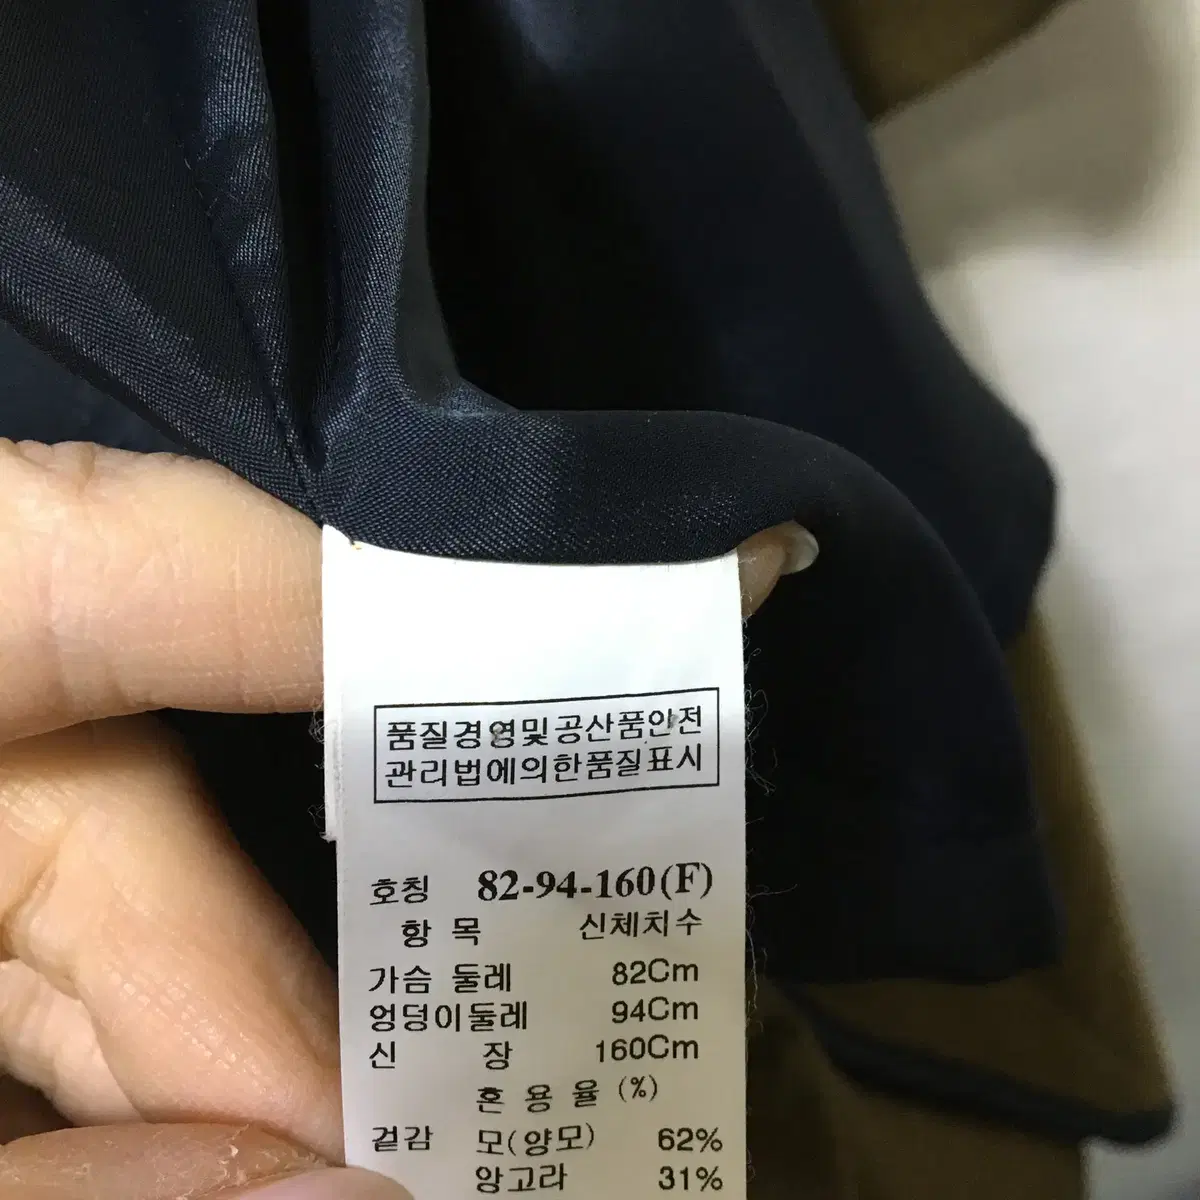 품질경영및공산품안전
관리법에의한품질표시
호칭 82-94-160(F)
항 목 신체치수
가슴 둘레 82Cm
엉덩이둘레 94Cm
신 장 160Cm
혼 용 율 (%)
겉감 모(양모) 62%
앙고라 31%